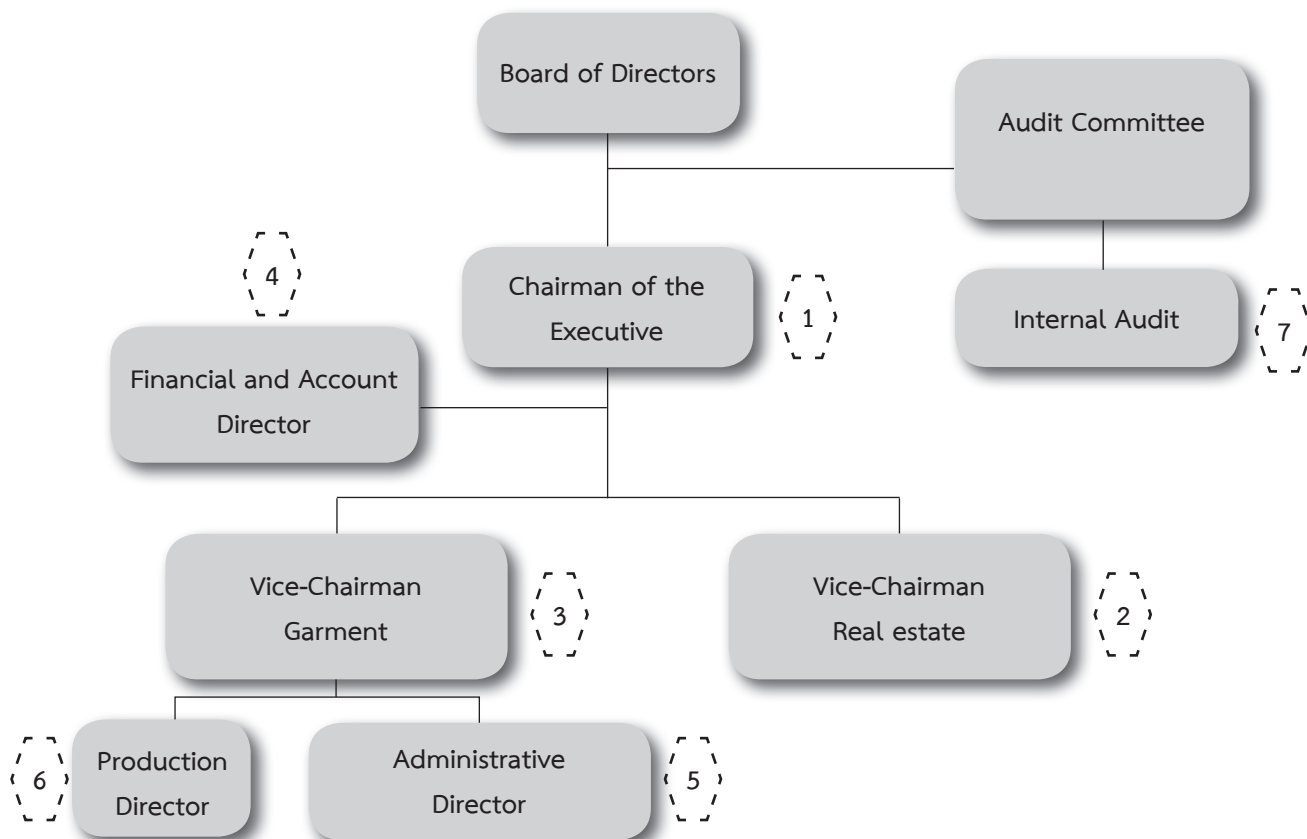 Board of Directors
Audit Committee
4
Chairman of the
Executive
1
Internal Audit
7
Financial and Account
Director
Vice-Chairman
Garment
3
Vice-Chairman
Real estate
2
6
Production
Director
Administrative
Director
5